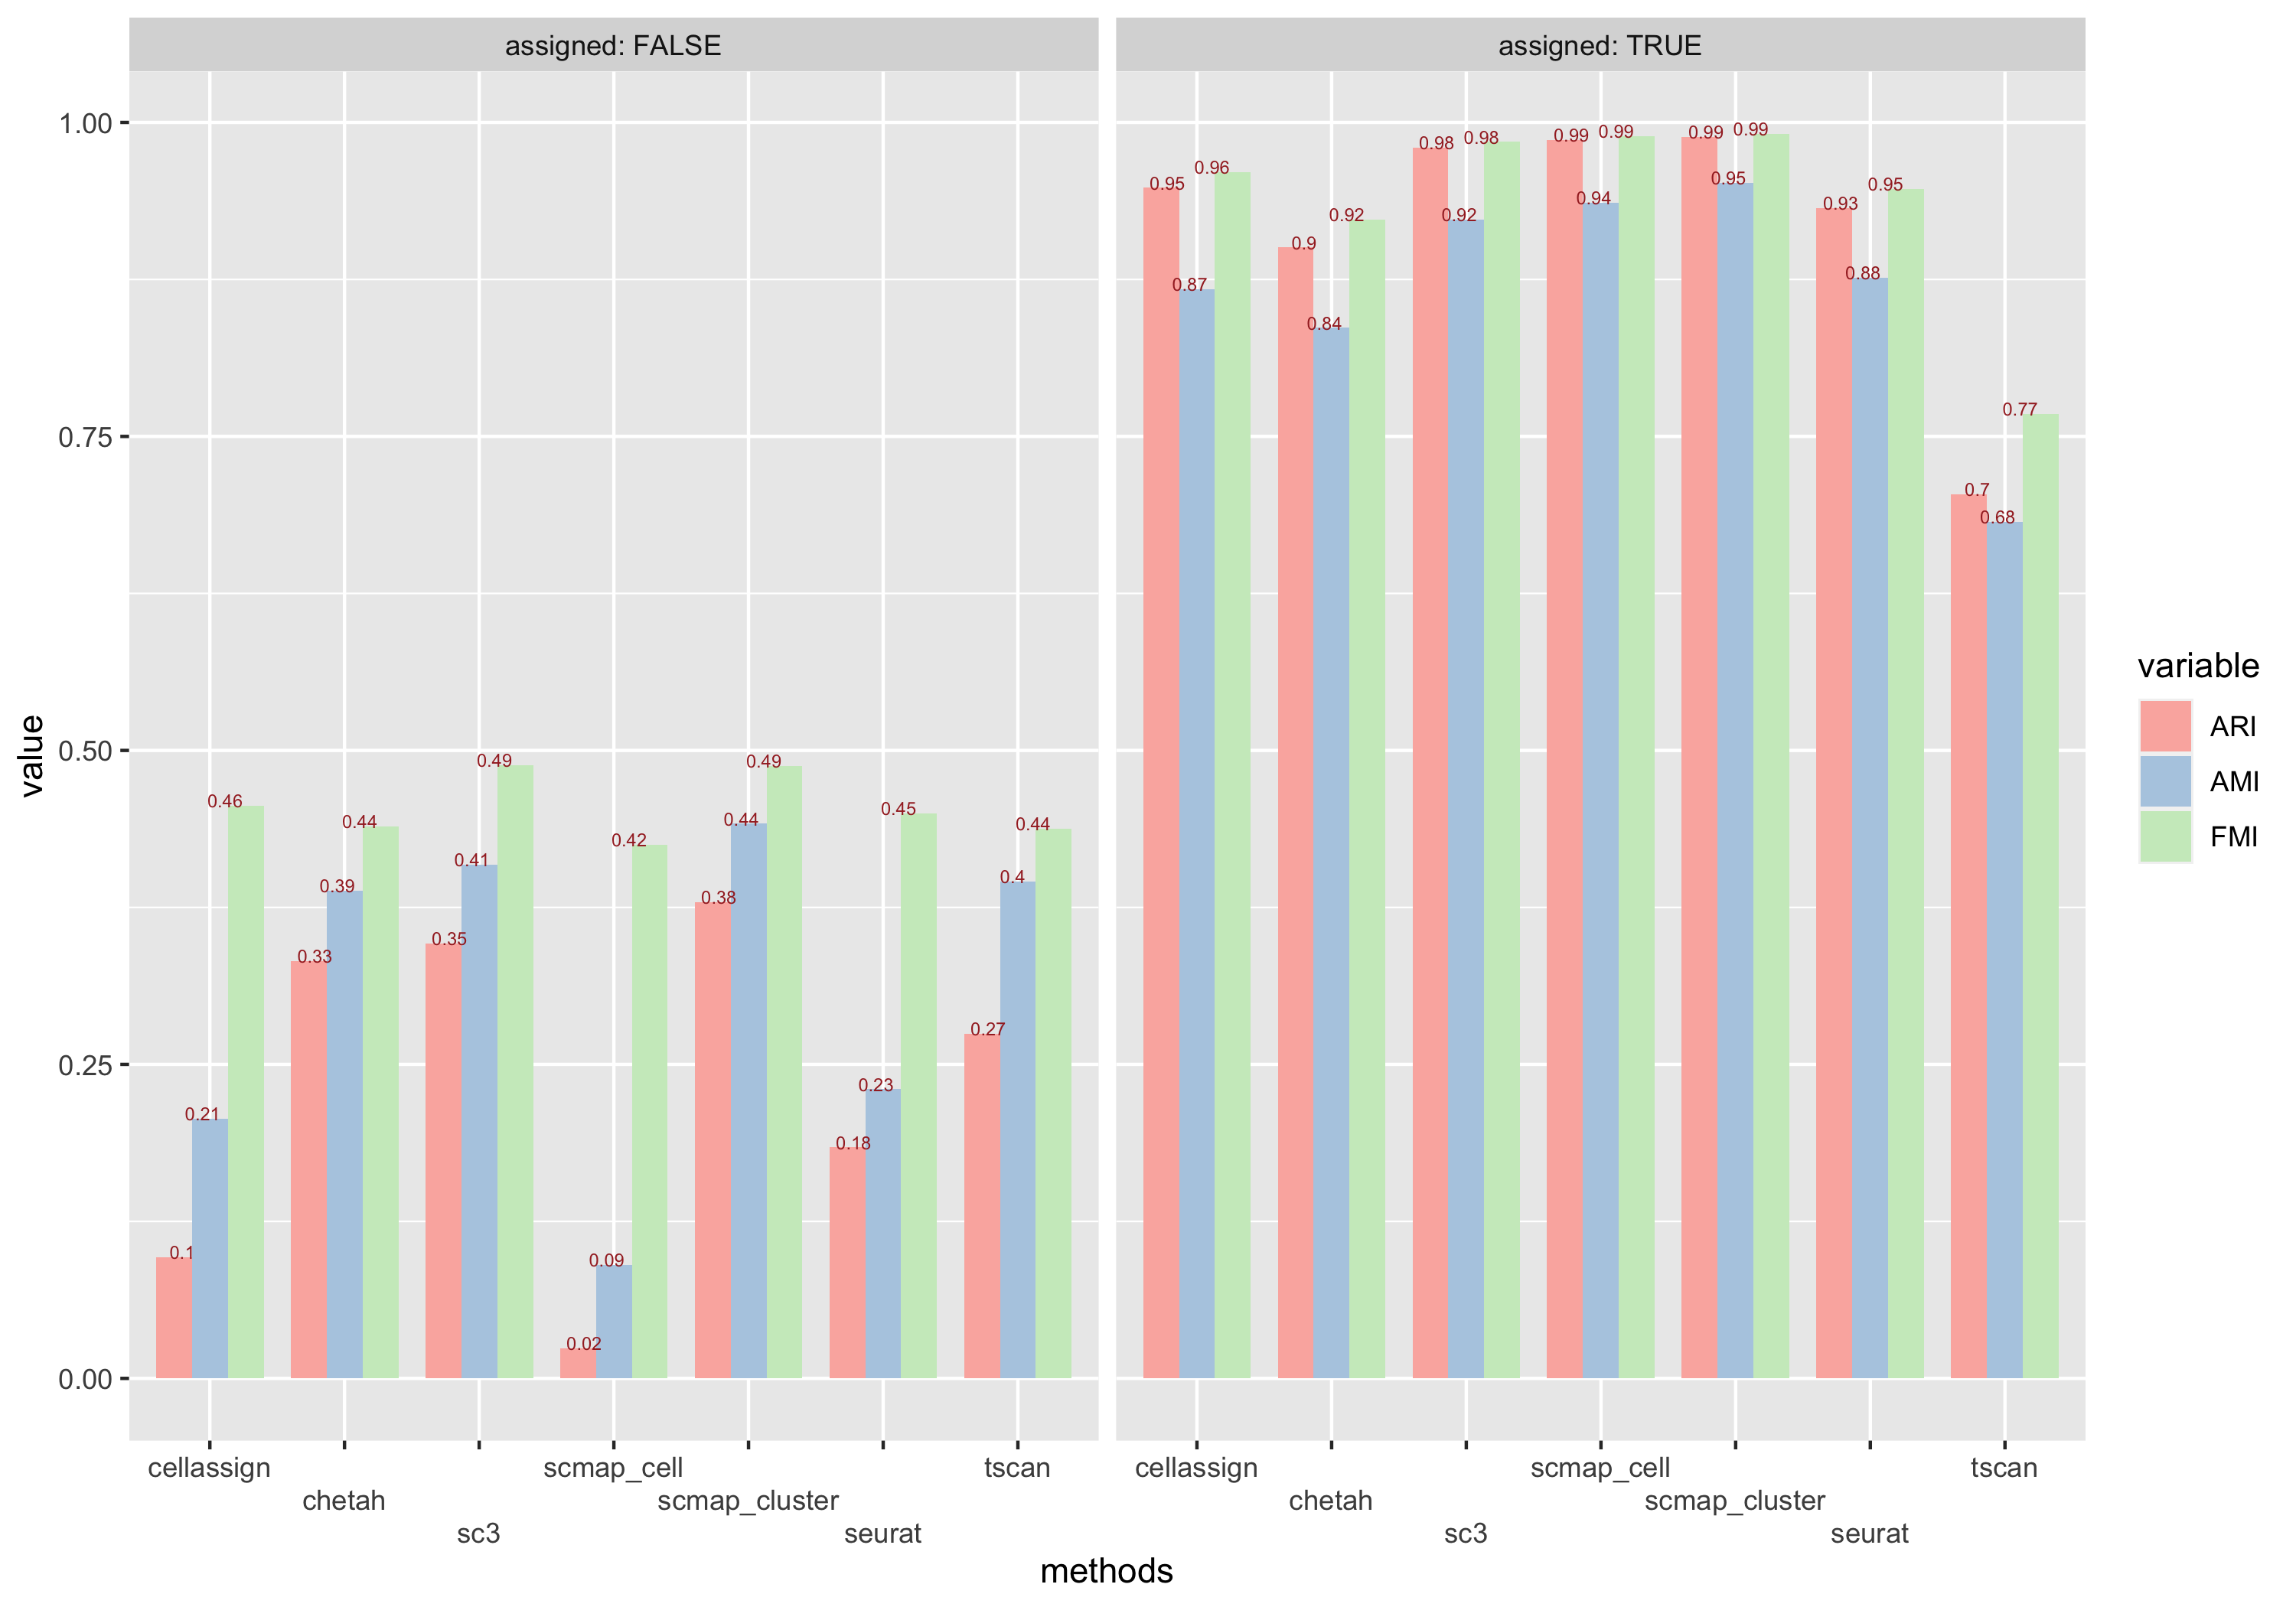 assigned: FALSE
assigned: TRUE
value
1.00
0.75
0.50
0.25
0.00
0.1
0.21
0.46
0.33
0.39
0.44
0.35
0.41
0.49
0.02
0.09
0.42
0.38
0.44
0.49
0.18
0.23
0.45
0.27
0.4
0.44
0.95
0.87
0.96
0.9
0.84
0.92
0.98
0.92
0.98
0.99
0.94
0.99
0.99
0.95
0.99
0.93
0.88
0.95
0.7
0.68
0.77
cellassign
chetah
sc3
scmap_cell
scmap_cluster
seurat
tscan
cellassign
chetah
sc3
scmap_cell
scmap_cluster
seurat
tscan
methods
variable
ARI
AMI
FMI